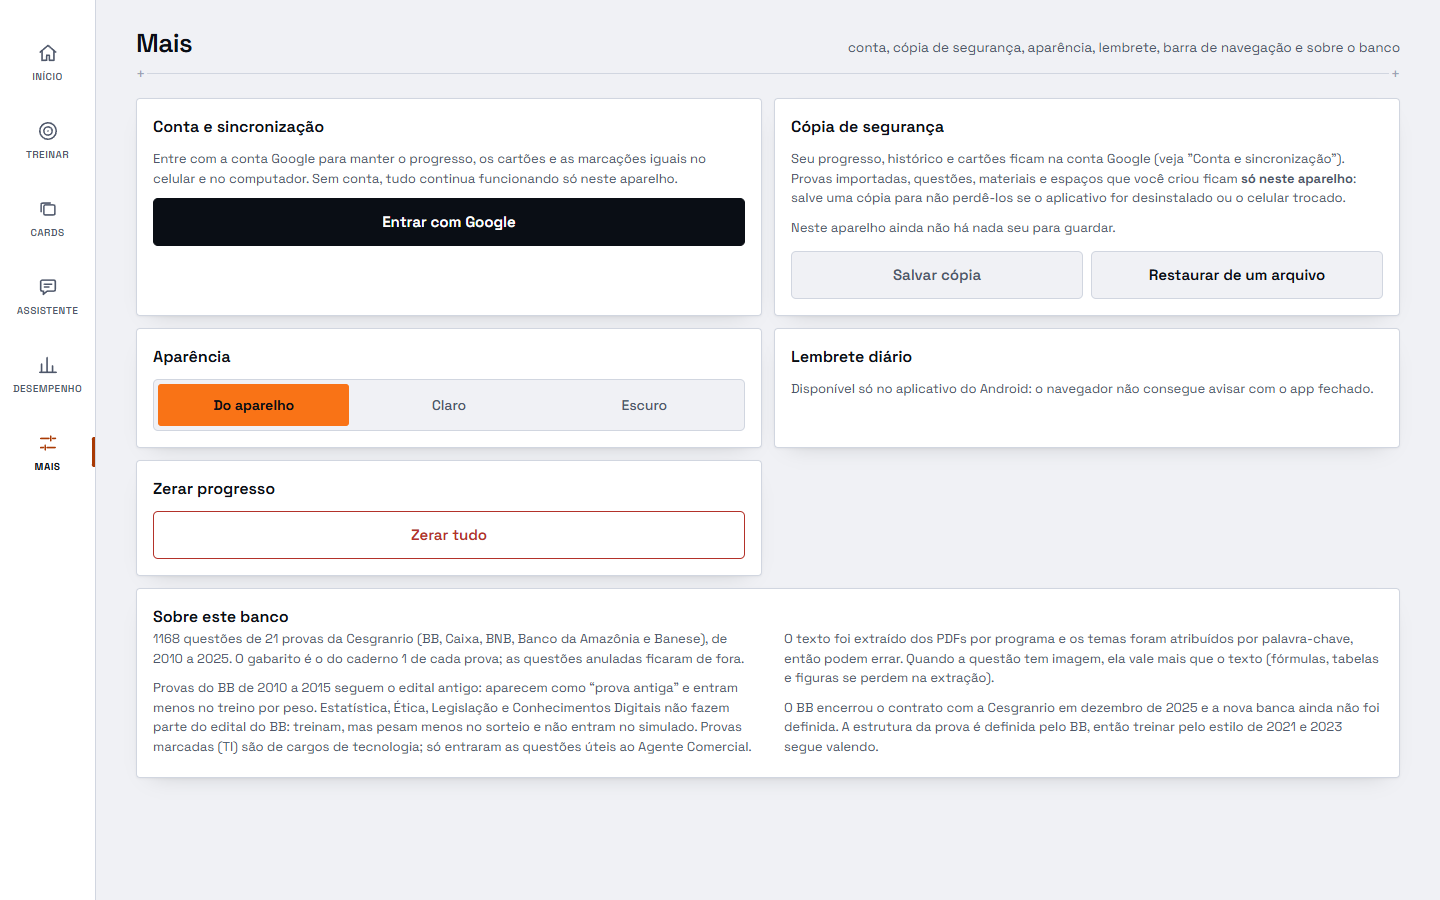 INÍCIO
TREINAR
CARDS
ASSISTENTE
DESEMPENHO
MAIS
Mais
conta, cópia de segurança, aparência, lembrete, barra de navegação e sobre o banco
Conta e sincronização
Entre com a conta Google para manter o progresso, os cartões e as marcações iguais no
celular e no computador. Sem conta, tudo continua funcionando só neste aparelho.
Entrar com Google
Cópia de segurança
Seu progresso, histórico e cartões ficam na conta Google (veja "Conta e sincronização").
Provas importadas, questões, materiais e espaços que você criou ficam só neste aparelho:
salve uma cópia para não perdê-los se o aplicativo for desinstalado ou o celular trocado.
Neste aparelho ainda não há nada seu para guardar.
Salvar cópia
Restaurar de um arquivo
Aparência
Do aparelho
Claro
Escuro
Lembrete diário
Disponível só no aplicativo do Android: o navegador não consegue avisar com o app fechado.
Zerar progresso
Zerar tudo
Sobre este banco
1168 questões de 21 provas da Cesgranrio (BB, Caixa, BNB, Banco da Amazônia e Banese), de
2010 a 2025. O gabarito é o do caderno 1 de cada prova; as questões anuladas ficaram de fora.
Provas do BB de 2010 a 2015 seguem o edital antigo: aparecem como “prova antiga” e entram
menos no treino por peso. Estatística, Ética, Legislação e Conhecimentos Digitais não fazem
parte do edital do BB: treinam, mas pesam menos no sorteio e não entram no simulado. Provas
marcadas (TI) são de cargos de tecnologia; só entraram as questões úteis ao Agente Comercial.
O texto foi extraído dos PDFs por programa e os temas foram atribuídos por palavra-chave,
então podem errar. Quando a questão tem imagem, ela vale mais que o texto (fórmulas, tabelas
e figuras se perdem na extração).
O BB encerrou o contrato com a Cesgranrio em dezembro de 2025 e a nova banca ainda não foi
definida. A estrutura da prova é definida pelo BB, então treinar pelo estilo de 2021 e 2023
segue valendo.